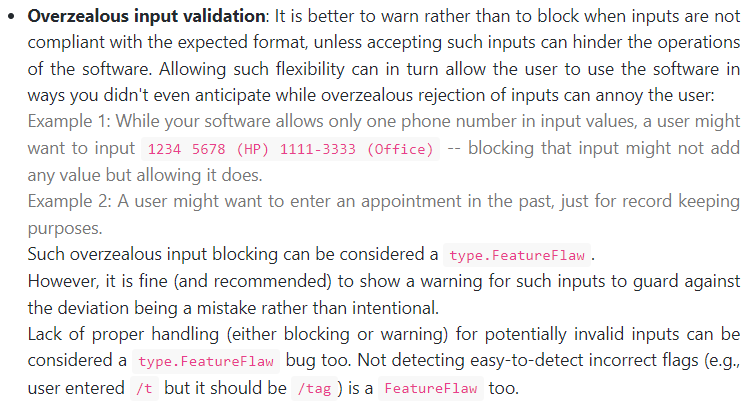 • Overzealous input validation: It is better to warn rather than to block when inputs are not
compliant with the expected format, unless accepting such inputs can hinder the operations
of the software. Allowing such flexibility can in turn allow the user to use the software in
ways you didn't even anticipate while overzealous rejection of inputs can annoy the user:
Example 1: While your software allows only one phone number in input values, a user might
want to input 1234 5678 (HP) 1111-3333 (Office) -- blocking that input might not add
any value but allowing it does.
Example 2: A user might want to enter an appointment in the past, just for record keeping
purposes.
Such overzealous input blocking can be considered a type.FeatureFlaw.
However, it is fine (and recommended) to show a warning for such inputs to guard against
the deviation being a mistake rather than intentional.
Lack of proper handling (either blocking or warning) for potentially invalid inputs can be
considered a type.FeatureFlaw bug too. Not detecting easy-to-detect incorrect flags (e.g.,
user entered /t but it should be /tag) is a FeatureFlaw too.